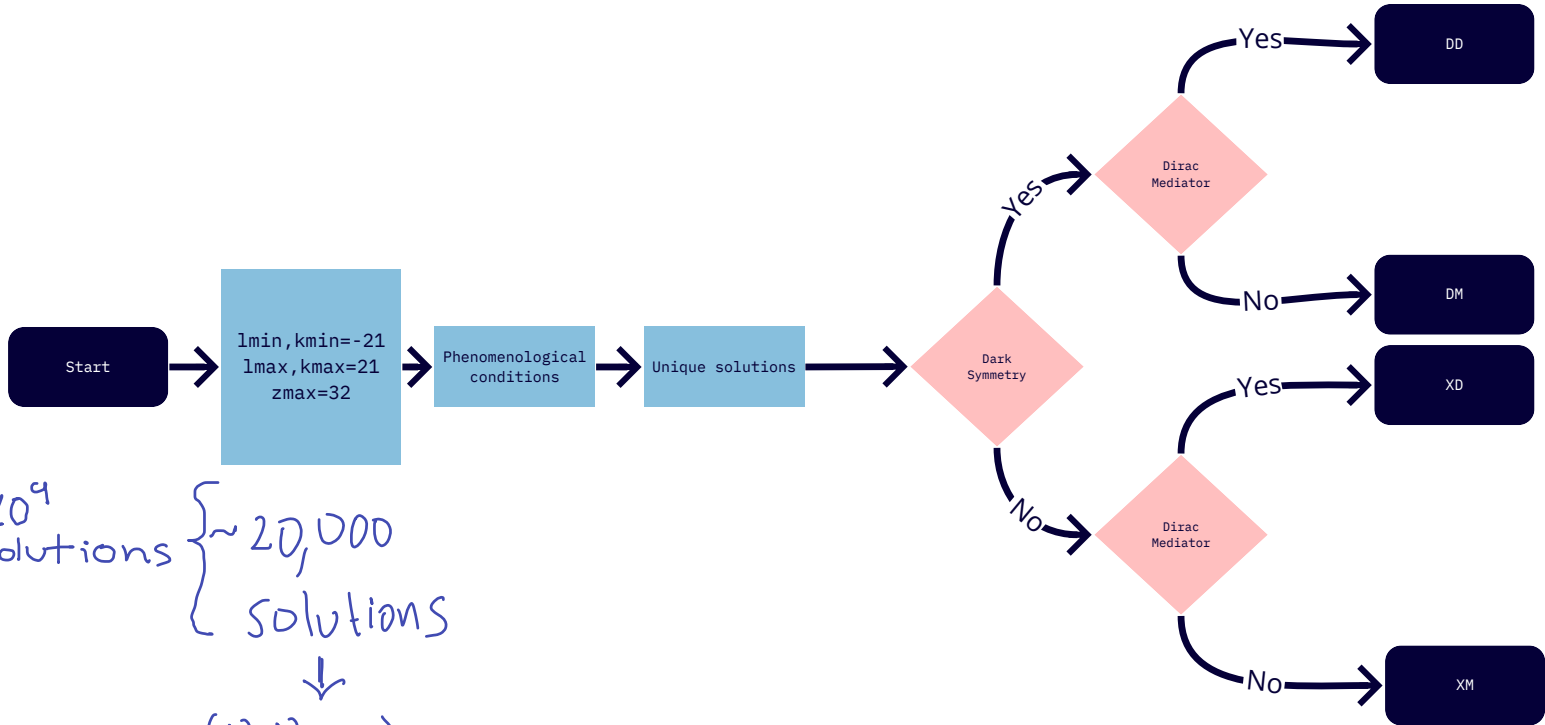 Start
lmin,kmin=-21
lmax,kmax=21
zmax=32
Phenomenological
conditions
Unique solutions
Dark
Symmetry
Yes
No
Dirac
Mediator
Yes
No
DD
DM
Dirac
Mediator
Yes
No
XD
XM
~ 20,000
solutions